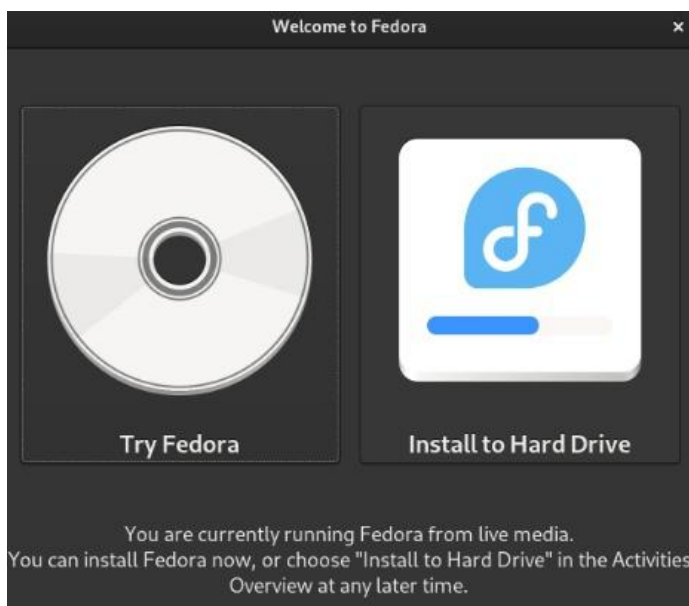 Welcome to Fedora
Try Fedora
Install to Hard Drive
You are currently running Fedora from live media.
You can install Fedora now, or choose "Install to Hard Drive" in the Activities
Overview at any later time.